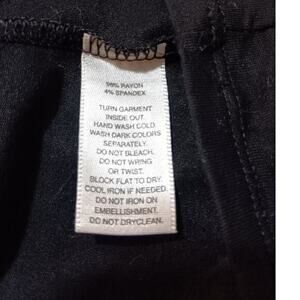 96% RAYON
4% SPANDEX
TURN GARMENT
INSIDE OUT.
HAND WASH COLD.
WASH DARK COLORS
SEPARATELY.
DO NOT BLEACH.
DO NOT WRING
OR TWIST.
BLOCK FLAT TO DRY.
COOL IRON IF NEEDED.
DO NOT IRON ON
EMBELLISHMENT.
DO NOT DRYCLEAN.